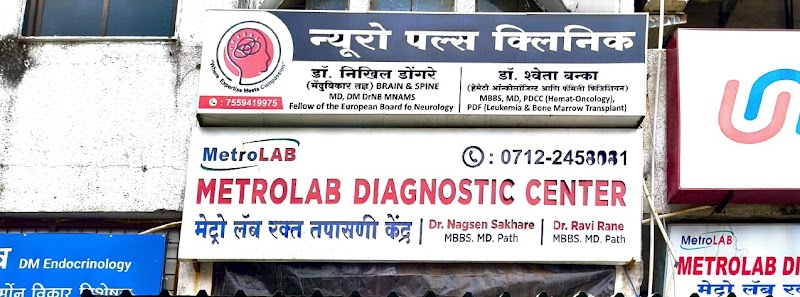 न्यूरो पल्स क्लिनिक
"Where Expertise Meets Compassion"
7559419975
डॉ. निखिल डोंगरे
(मेंदुविकार तज्ञ) BRAIN & SPINE
MD, DM DrNB MNAMS
Fellow of the European Board fo Neurology
डॉ. श्वेता बन्का
(हेमेटो ऑन्कोलॉजिस्ट आणि फॅमिली फिजिशियन)
MBBS, MD, PDCC (Hemat-Oncology),
PDF (Leukemia & Bone Marrow Transplant)
MetroLAB
: 0712-2458081
METROLAB DIAGNOSTIC CENTER
मेट्रो लॅब रक्त तपासणी केंद्र
Dr. Nagsen Sakhare
MBBS. MD. Path
Dr. Ravi Rane
MBBS. MD. Path
DM Endocrinology
विकार
MetroLAB
METROLAB DI
मेट्रो लॅब रक्